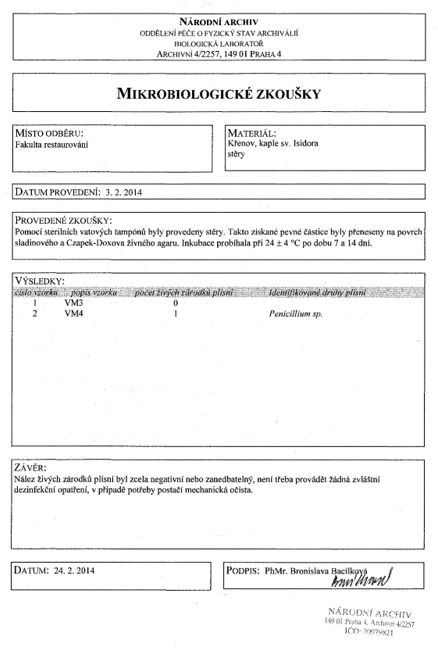 NÁRODNÍ ARCHIV
ODDĚLENÍ PÉČE O FYZICKÝ STAV ARCHIVÁLIÍ
BIOLOGICKÁ LABORATOŘ
ARCHIVNÍ 4/2257, 149 01 PRAHA 4
MIKROBIOLOGICKÉ ZKOUŠKY
MÍSTO ODBĚRU:
Fakulta restaurování
MATERIÁL:
Křenov, kaple sv. Isidora
stěry
DATUM PROVEDENÍ: 3. 2. 2014
PROVEDENÉ ZKOUŠKY:
Pomocí sterilních vatových tampónů byly provedeny stěry. Takto získané pevné částice byly přeneseny na povrch
sladinového a Czapek-Doxova živného agaru. Inkubace probíhala při 24 ± 4 °C po dobu 7 a 14 dní.
VÝSLEDKY:
číslo vzorku popis vzorku počet živých zárodků plísní Identifikované druhy plísní
1 VM3 0
2 VM4 1 Penicillium sp.
ZÁVĚR:
Nález živých zárodků plísní byl zcela negativní nebo zanedbatelný, není třeba provádět žádná zvláštní
dezinfekční opatření, v případě potřeby postačí mechanická očista.
DATUM: 24. 2. 2014
PODPIS: PhMr. Bronislava Bacílková
NÁRODNÍ ARCHIV
149 01 Praha 4, Archivní 4/2257
IČO: 70979821